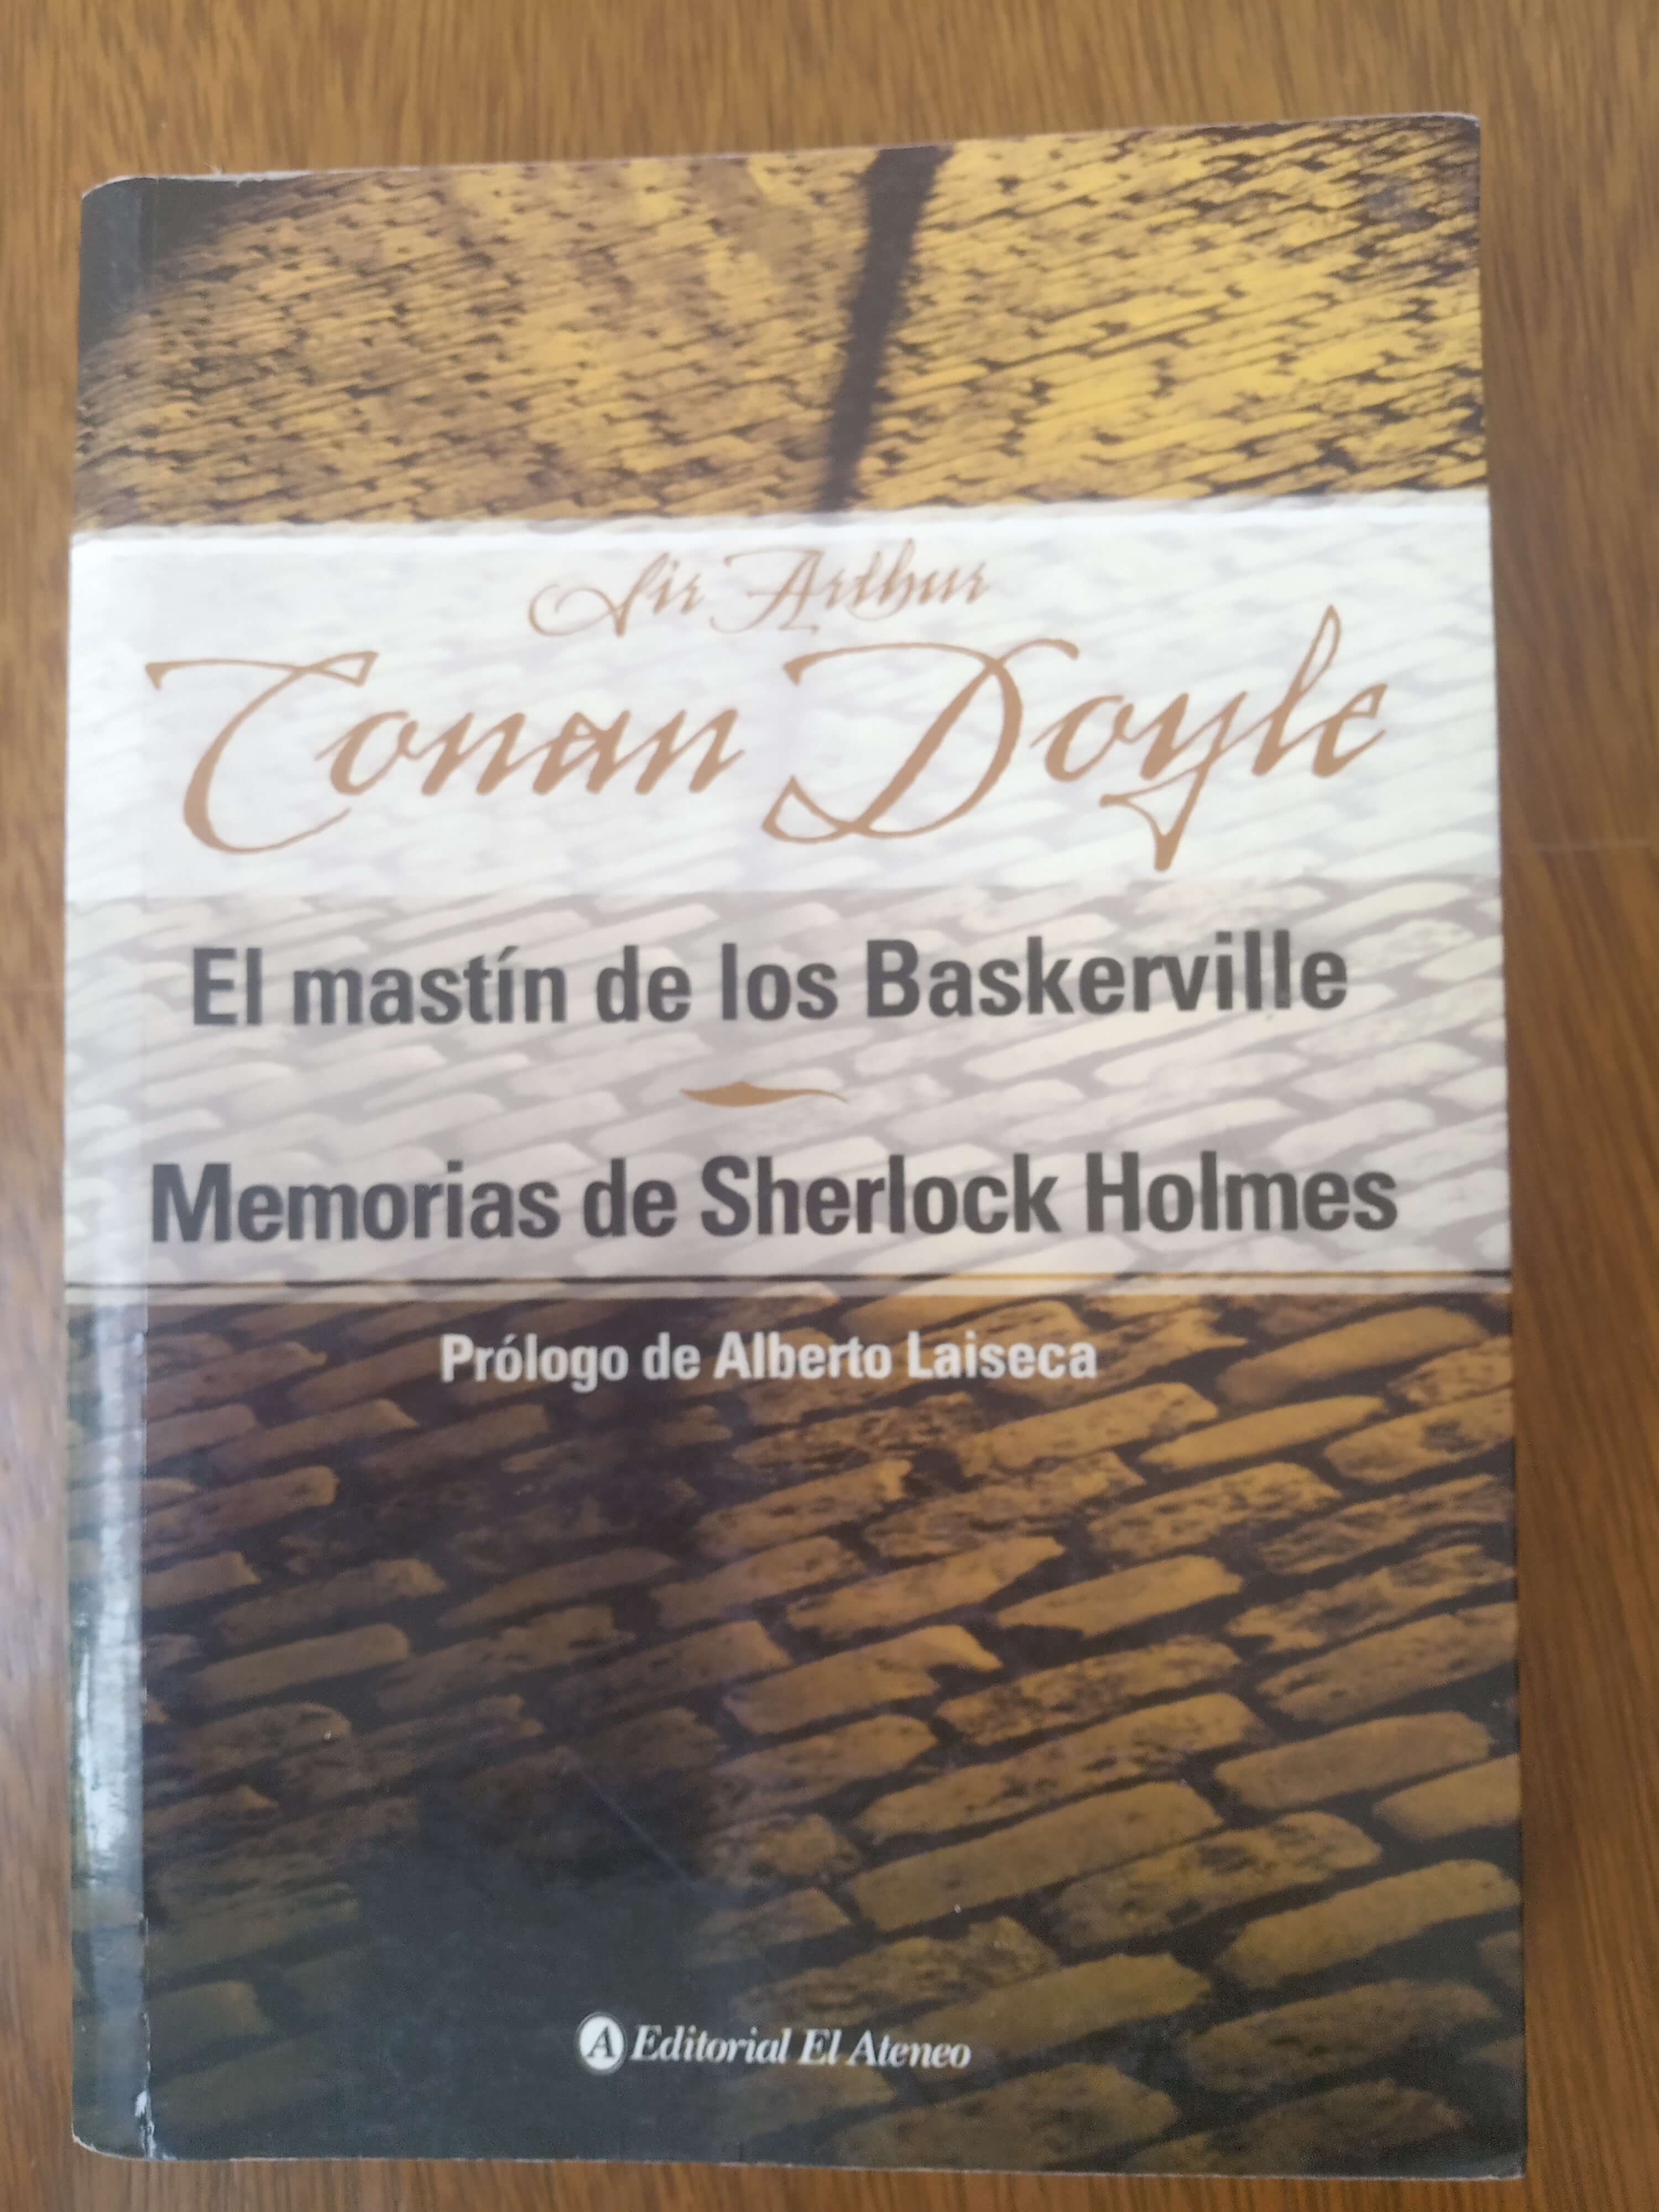 Sir Arthur
Conan Doyle
El mastín de los Baskerville
Memorias de Sherlock Holmes
Prólogo de Alberto Laiseca
A Editorial El Ateneo